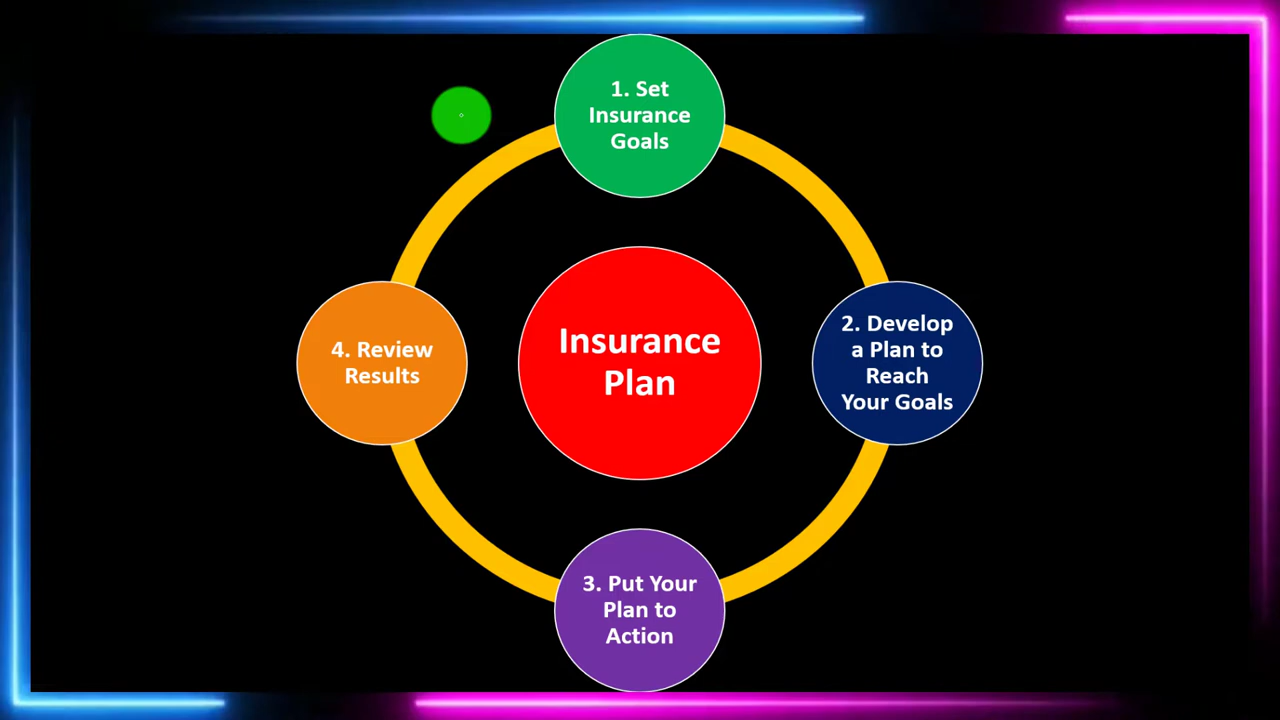 1. Set
Insurance
Goals
Insurance
Plan
2. Develop
a Plan to
Reach
Your Goals
3. Put Your
Plan to
Action
4. Review
Results